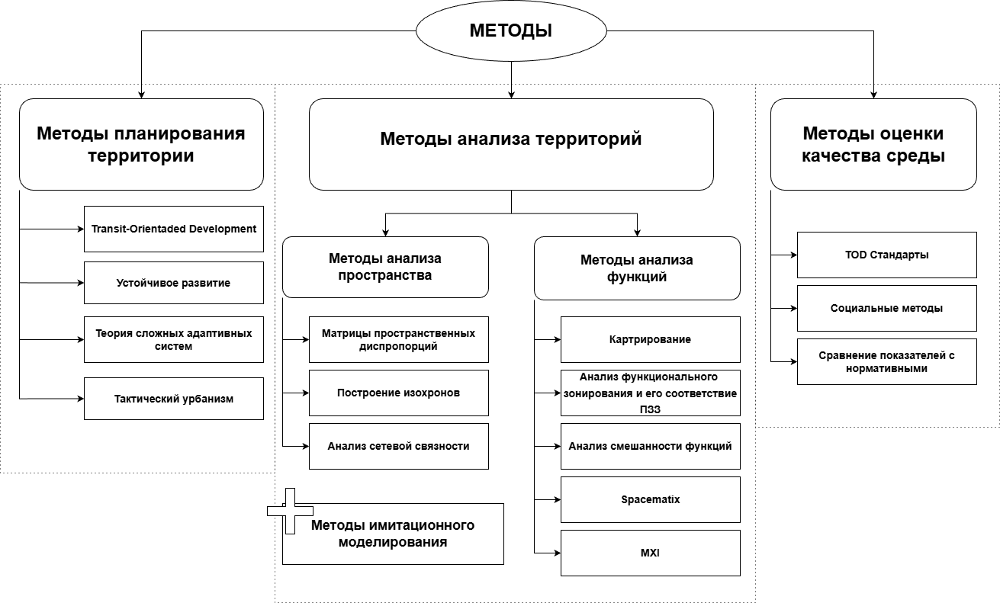 МЕТОДЫ
Методы планирования
территории
Transit-Orientaded Development
Устойчивое развитие
Теория сложных адаптивных
систем
Тактический урбанизм
Методы анализа территорий
Методы анализа
пространства
Матрицы пространственных
диспропорций
Построение изохронов
Анализ сетевой связности
Методы имитационного
моделирования
Методы анализа
функций
Картрирование
Анализ функционального
зонирования и его соответствие
ПЗЗ
Анализ смешанности функций
Spacematix
MXI
Методы оценки
качества среды
TOD Стандарты
Социальные методы
Сравнение показателей с
нормативными